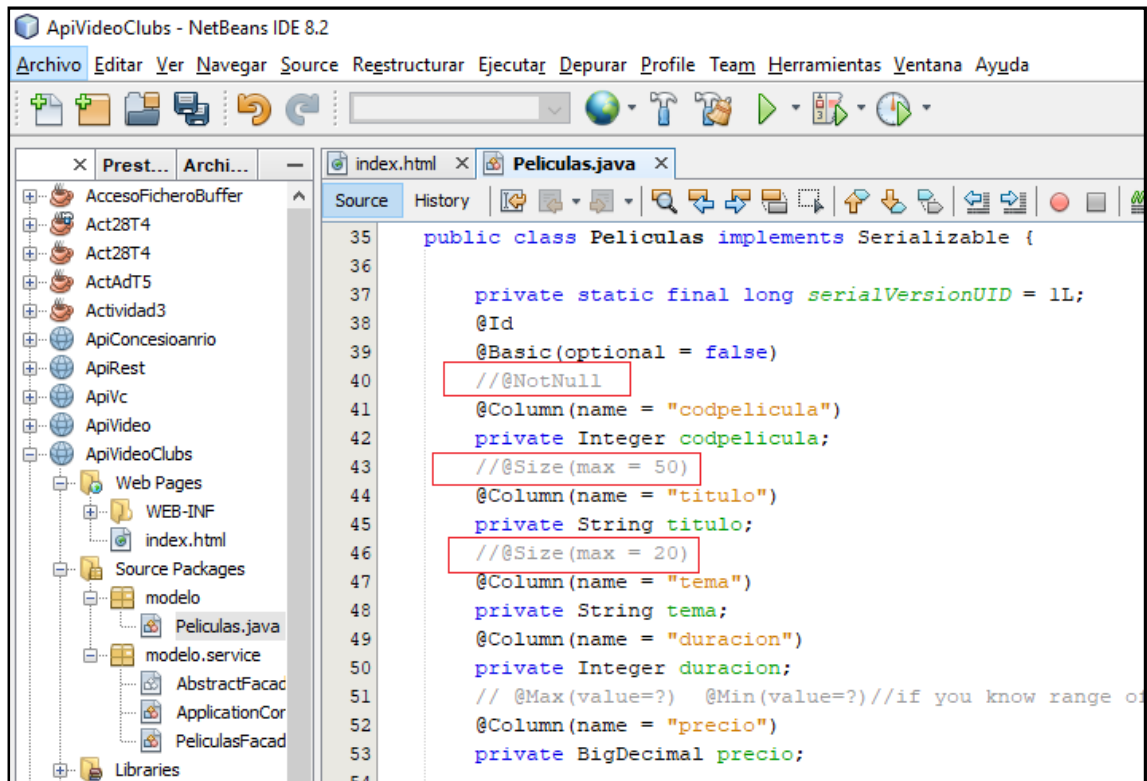 ApiVideoClubs - NetBeans IDE 8.2
Archivo Editar Ver Navegar Source Reestructurar Ejecutar Depurar Profile Team Herramientas Ventana Ayuda
Prest... Archi...
AccesoFicheroBuffer
Act28T4
Act28T4
ActAdT5
Actividad3
ApiConcesioanrio
ApiRest
ApiVc
ApiVideo
ApiVideoClubs
Web Pages
WEB-INF
index.html
Source Packages
modelo
Peliculas.java
modelo.service
AbstractFacad
ApplicationCor
PeliculasFacad
Libraries
index.html Peliculas.java
Source History
35 public class Peliculas implements Serializable {
36
37 private static final long serialVersionUID = 1L;
38 @Id
39 @Basic(optional = false)
40 //@NotNull
41 @Column(name = "codpelicula")
42 private Integer codpelicula;
43 //@Size(max = 50)
44 @Column(name = "titulo")
45 private String titulo;
46 //@Size(max = 20)
47 @Column(name = "tema")
48 private String tema;
49 @Column(name = "duracion")
50 private Integer duracion;
51 // @Max(value=?)  @Min(value=?)//if you know range of
52 @Column(name = "precio")
53 private BigDecimal precio;